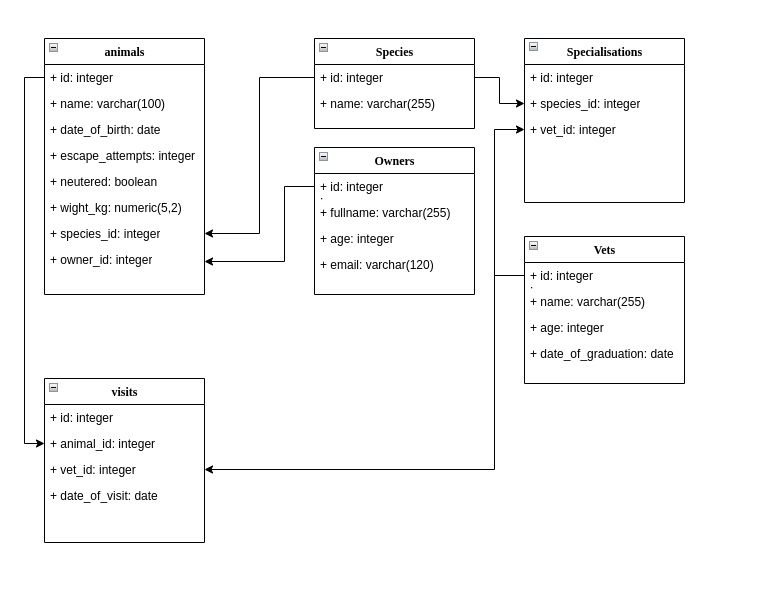 animals
+ id: integer
+ name: varchar(100)
+ date_of_birth: date
+ escape_attempts: integer
+ neutered: boolean
+ wight_kg: numeric(5,2)
+ species_id: integer
+ owner_id: integer
Species
+ id: integer
+ name: varchar(255)
Owners
+ id: integer
+ fullname: varchar(255)
+ age: integer
+ email: varchar(120)
Specialisations
+ id: integer
+ species_id: integer
+ vet_id: integer
Vets
+ id: integer
+ name: varchar(255)
+ age: integer
+ date_of_graduation: date
visits
+ id: integer
+ animal_id: integer
+ vet_id: integer
+ date_of_visit: date